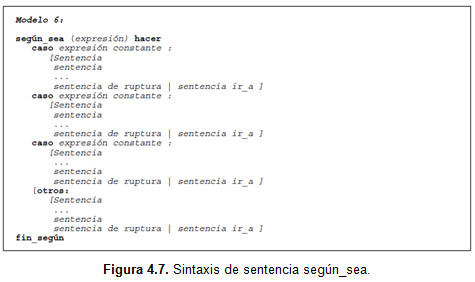 Modelo 6:
según_sea (expresión) hacer
caso expresión constante :
[Sentencia
sentencia
...
sentencia de ruptura | sentencia ir_a ]
caso expresión constante :
[Sentencia
sentencia
...
sentencia de ruptura | sentencia ir_a ]
caso expresión constante :
[Sentencia
...
sentencia
sentencia de ruptura | sentencia ir_a ]
[otros:
[Sentencia
...
sentencia
sentencia de ruptura | sentencia ir_a ]
fin_según
Figura 4.7. Sintaxis de sentencia según_sea.